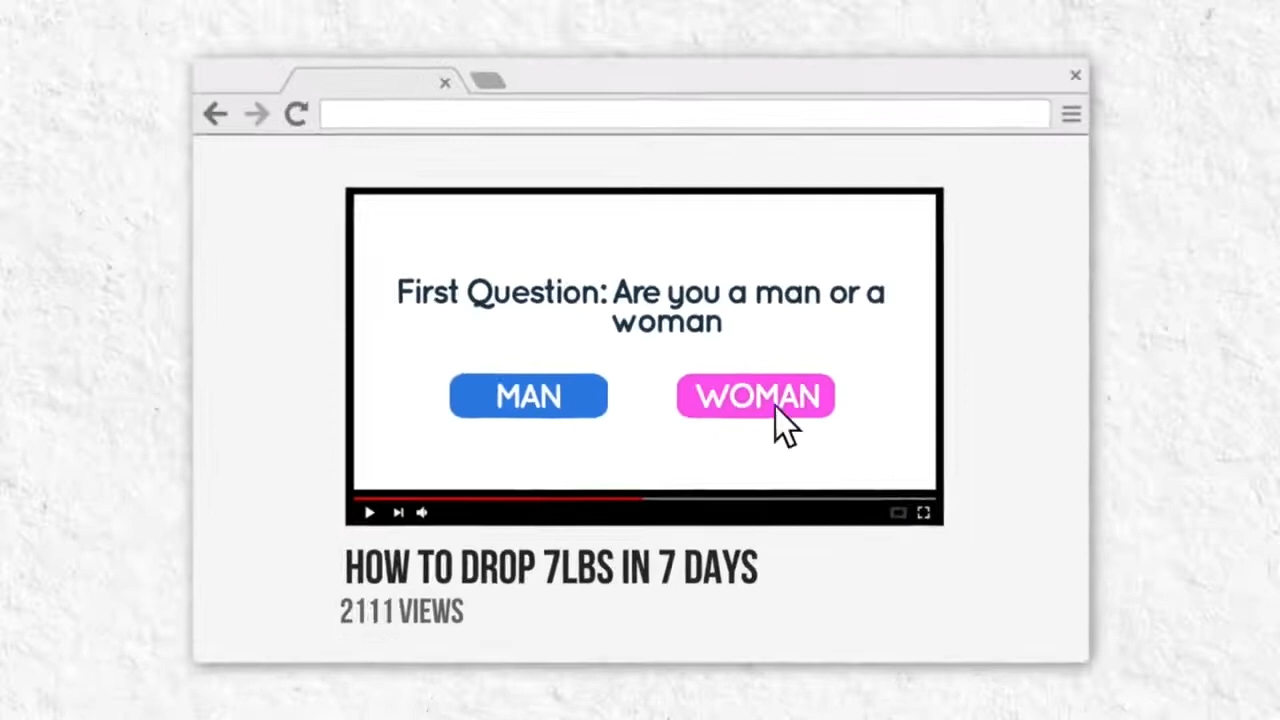 First Question: Are you a man or a
woman
MAN WOMAN
HOW TO DROP 7LBS IN 7 DAYS
2111 VIEWS